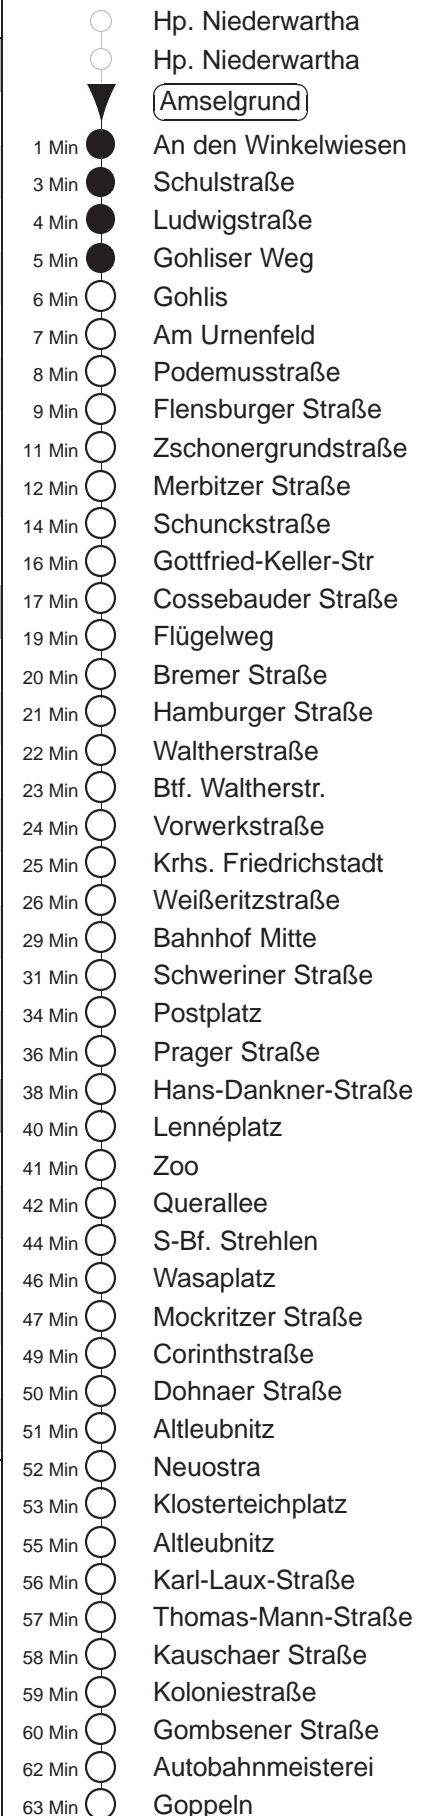 Hp. Niederwartha
Hp. Niederwartha
Amselgrund
1 Min An den Winkelwiesen
3 Min Schulstraße
4 Min Ludwigstraße
5 Min Gohliser Weg
6 Min Gohlis
7 Min Am Urnenfeld
8 Min Podemusstraße
9 Min Flensburger Straße
11 Min Zschonergrundstraße
12 Min Merbitzer Straße
14 Min Schunckstraße
16 Min Gottfried-Keller-Str
17 Min Cossebauder Straße
19 Min Flügelweg
20 Min Bremer Straße
21 Min Hamburger Straße
22 Min Waltherstraße
23 Min Btf. Waltherstr.
24 Min Vorwerkstraße
25 Min Krhs. Friedrichstadt
26 Min Weißeritzstraße
29 Min Bahnhof Mitte
31 Min Schweriner Straße
34 Min Postplatz
36 Min Prager Straße
38 Min Hans-Dankner-Straße
40 Min Lennéplatz
41 Min Zoo
42 Min Querallee
44 Min S-Bf. Strehlen
46 Min Wasaplatz
47 Min Mockritzer Straße
49 Min Corinthstraße
50 Min Dohnaer Straße
51 Min Altleubnitz
52 Min Neuostra
53 Min Klosterteichplatz
55 Min Altleubnitz
56 Min Karl-Laux-Straße
57 Min Thomas-Mann-Straße
58 Min Kauschaer Straße
59 Min Koloniestraße
60 Min Gombsener Straße
62 Min Autobahnmeisterei
63 Min Goppeln